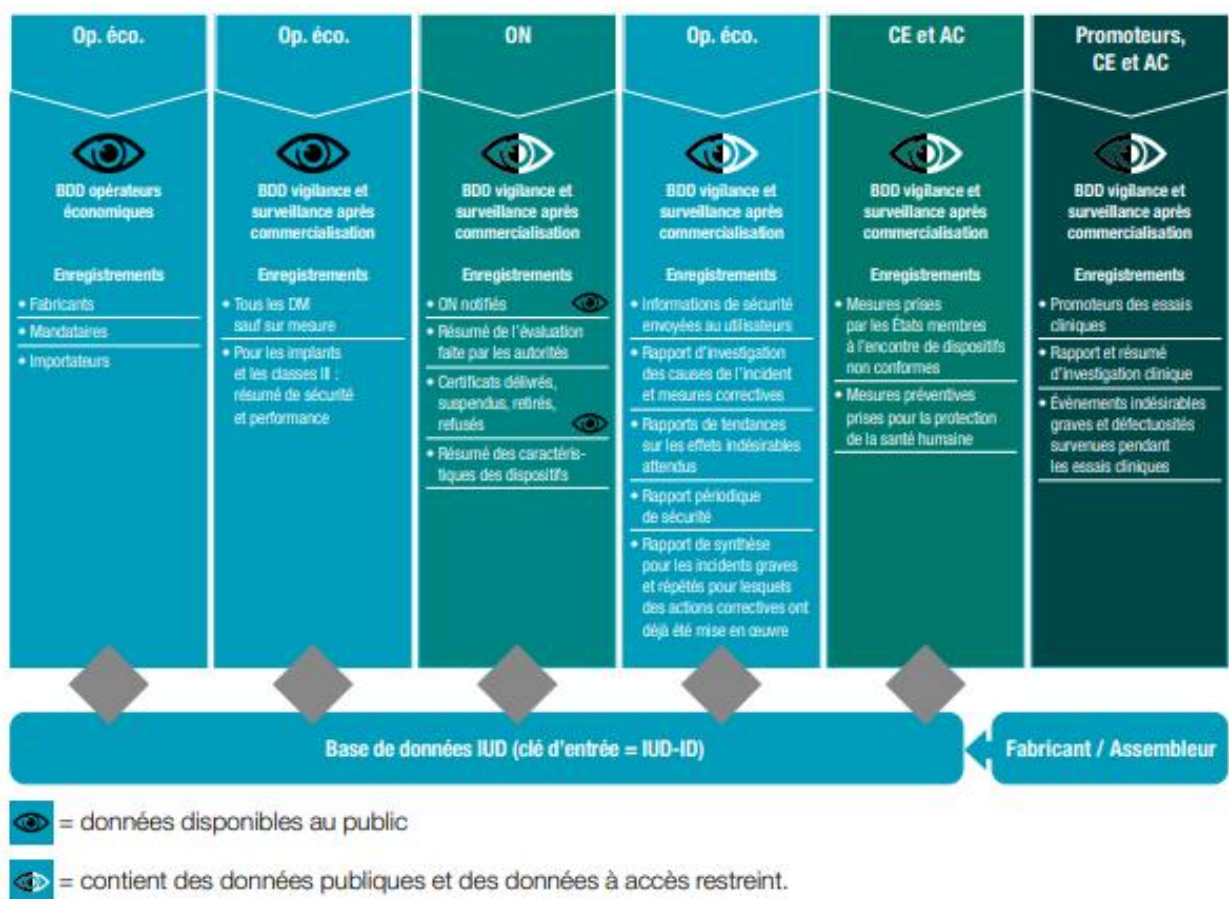 Op. éco.
BDD opérateurs
économiques
Enregistrements
• Fabricants
• Mandataires
• Importateurs
Op. éco.
BDD vigilance et
surveillance après
commercialisation
Enregistrements
• Tous les DM
sauf sur mesure
• Pour les implants
et les classes III :
résumé de sécurité
et performance
ON
BDD vigilance et
surveillance après
commercialisation
Enregistrements
• ON notifiés
• Résumé de l'évaluation
faite par les autorités
• Certificats délivrés,
suspendus, retirés,
refusés
• Résumé des caractéris-
tiques des dispositifs
Op. éco.
BDD vigilance et
surveillance après
commercialisation
Enregistrements
• Informations de sécurité
envoyées au utilisateurs
• Rapport d'investigation
des causes de l'incident
et mesures correctives
• Rapports de tendances
sur les effets indésirables
attendus
• Rapport périodique
de sécurité
• Rapport de synthèse
pour les incidents graves
et répétés pour lesquels
des actions correctives ont
déjà été mise en œuvre
CE et AC
BDD vigilance et
surveillance après
commercialisation
Enregistrements
• Mesures prises
par les États membres
à l'encontre de dispositifs
non conformes
• Mesures préventives
prises pour la protection
de la santé humaine
Promoteurs,
CE et AC
BDD vigilance et
surveillance après
commercialisation
Enregistrements
• Promoteurs des essais
cliniques
• Rapport et résumé
d'investigation clinique
• Évènements indésirables
graves et défectuosités
survenues pendant
les essais cliniques
Base de données IUD (clé d'entrée = IUD-ID)
Fabricant / Assembleur
= données disponibles au public
= contient des données publiques et des données à accès restreint.